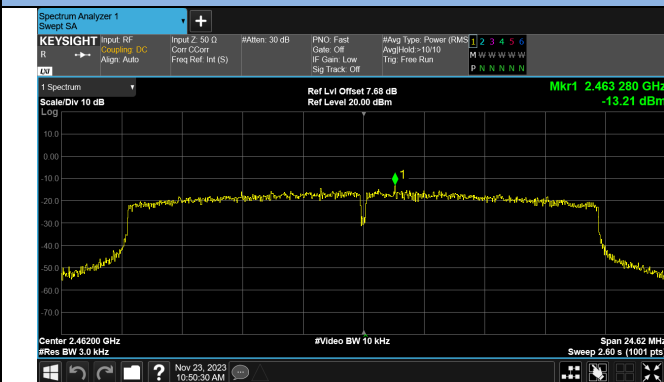 Spectrum Analyzer 1
Swept SA
+
KEYSIGHT Input: RF Input Z: 50 Ω #Atten: 30 dB PNO: Fast #Avg Type: Power (RMS 1 2 3 4 5 6
R Coupling: DC Corr CCorr Gate: Off Avg|Hold:>10/10 M W W W W W
Align: Auto Freq Ref: Int (S) IF Gain: Low Trig: Free Run
LXI Sig Track: Off P N N N N N
1 Spectrum Ref Lvl Offset 7.68 dB Mkr1 2.463 280 GHz
Scale/Div 10 dB Ref Level 20.00 dBm -13.21 dBm
Log
10.0
0.00
1
-10.0
-20.0
-30.0
-40.0
-50.0
-60.0
-70.0
Center 2.46200 GHz #Video BW 10 kHz Span 24.62 MHz
#Res BW 3.0 kHz Sweep 2.60 s (1001 pts
? Nov 23, 2023
10:50:30 AM